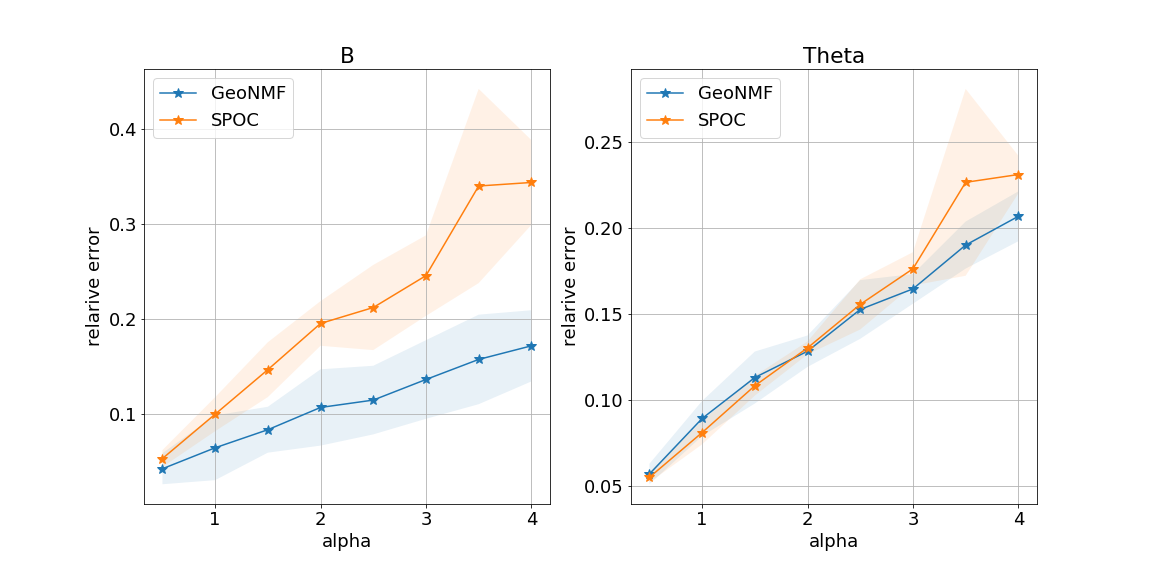 B
GeoNMF
SPOC
0.4
0.3
0.2
0.1
relarive error
1 2 3 4
alpha
Theta
GeoNMF
SPOC
0.25
0.20
0.15
0.10
0.05
relarive error
1 2 3 4
alpha